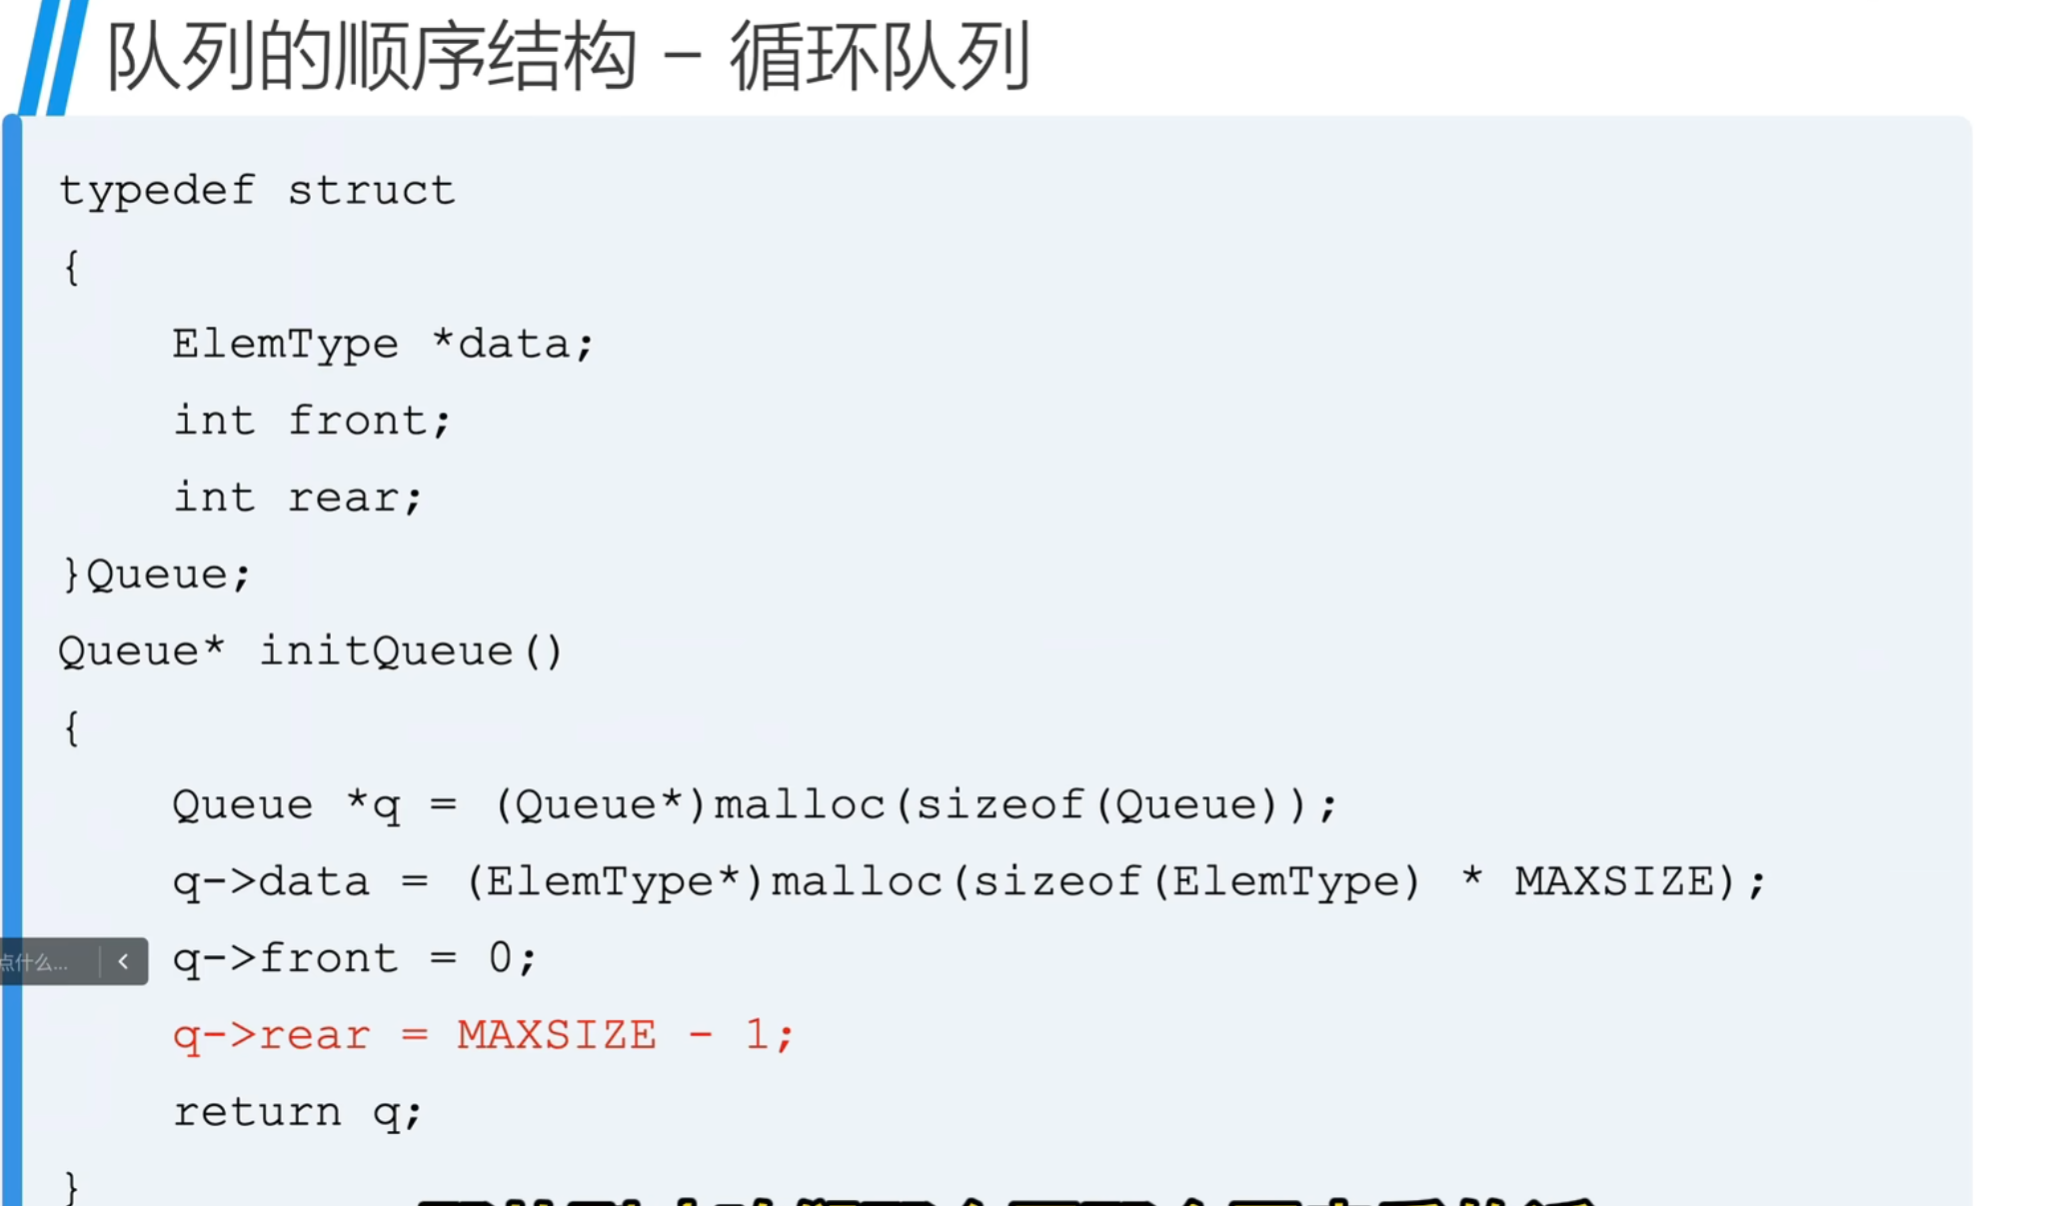 队列的顺序结构 - 循环队列
typedef struct
{
ElemType *data;
int front;
int rear;
}Queue;
Queue* initQueue()
{
Queue *q = (Queue*)malloc(sizeof(Queue));
q->data = (ElemType*)malloc(sizeof(ElemType) * MAXSIZE);
点什么... <
q->front = 0;
q->rear = MAXSIZE - 1;
return q;
}